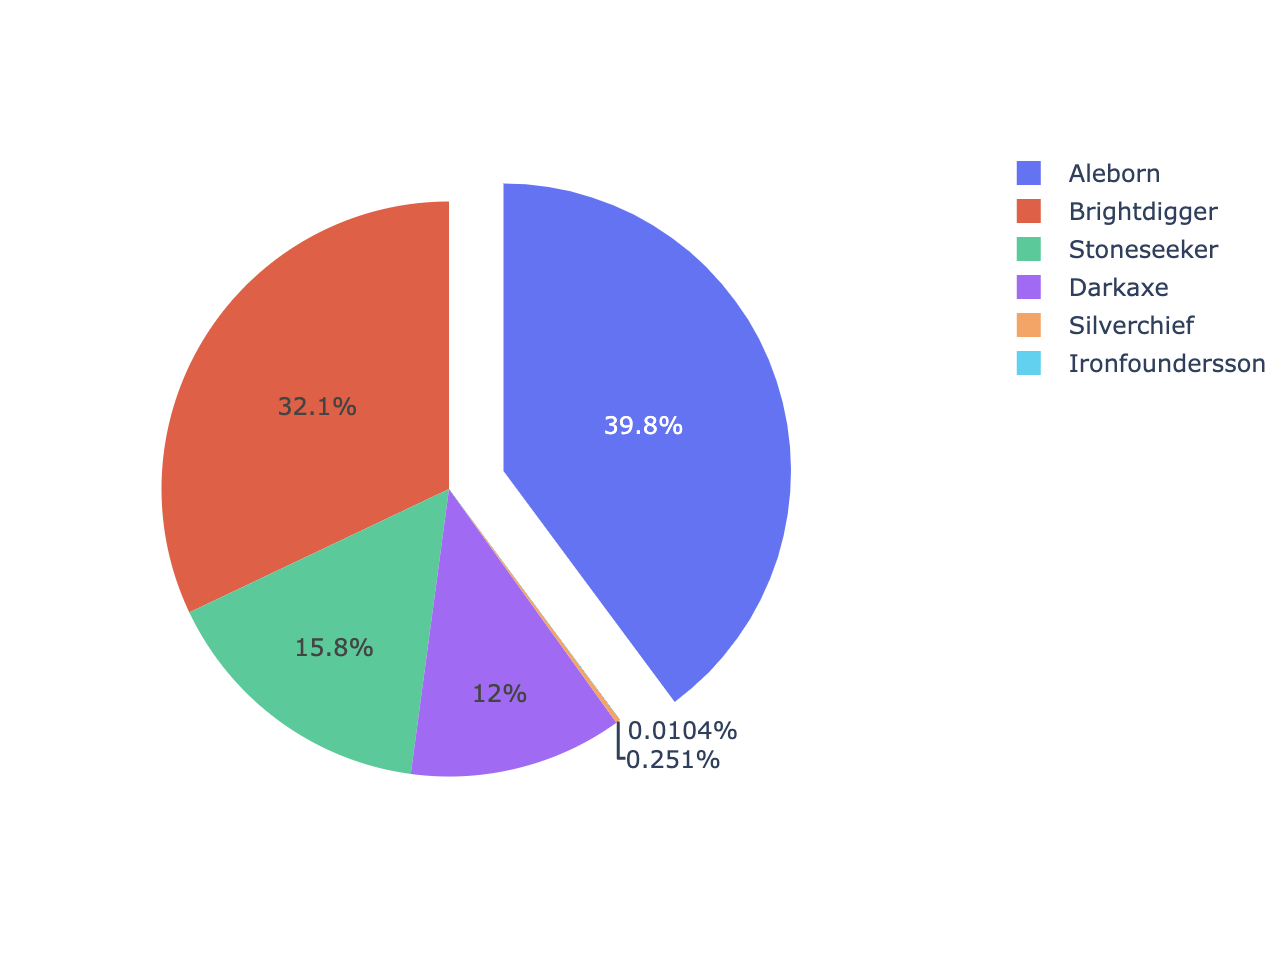 Aleborn
Brightdigger
Stoneseeker
Darkaxe
Silverchief
Ironfoundersson
32.1%
39.8%
15.8%
12%
0.0104%
0.251%